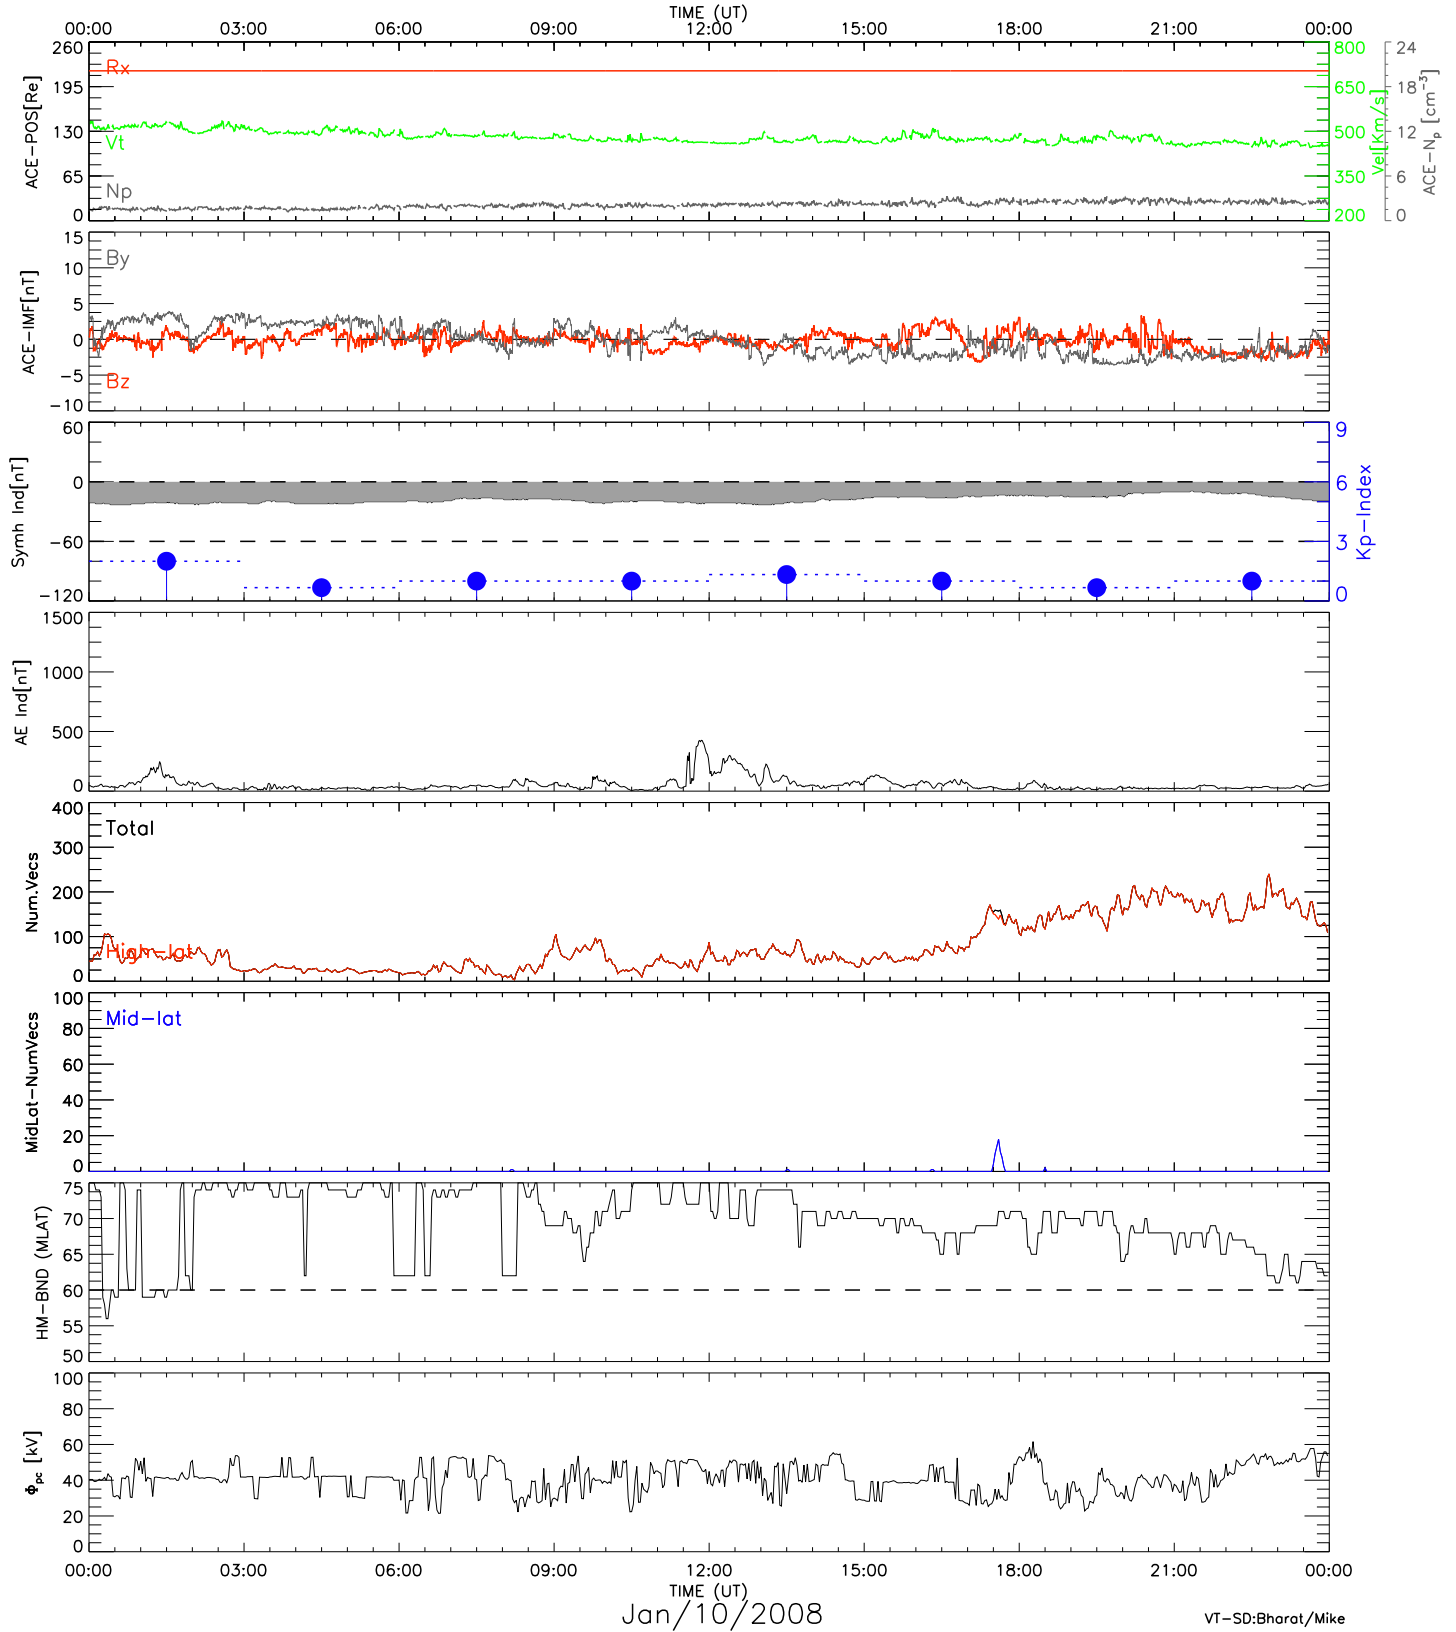 TIME (UT)
00:00 03:00 06:00 09:00 12:00 15:00 18:00 21:00 00:00
ACE-POS[Re]
260
195
130
65
0
Rx
Vt
Np
800
650
500
350
200
Vel[Km/s]
24
18
12
6
0
ACE-Np [cm-3]
ACE-IMF[nT]
15
10
5
0
-5
-10
By
Bz
Symh Ind[nT]
60
0
-60
-120
9
6
3
0
Kp-Index
AE Ind[nT]
1500
1000
500
0
Num.Vecs
400
300
200
100
0
Total
High-lat
MidLat-NumVecs
100
80
60
40
20
0
Mid-lat
HM-BND (MLAT)
75
70
65
60
55
50
Φpc [kV]
100
80
60
40
20
0
00:00 03:00 06:00 09:00 12:00 15:00 18:00 21:00 00:00
TIME (UT)
Jan/10/2008
VT-SD:Bharat/Mike